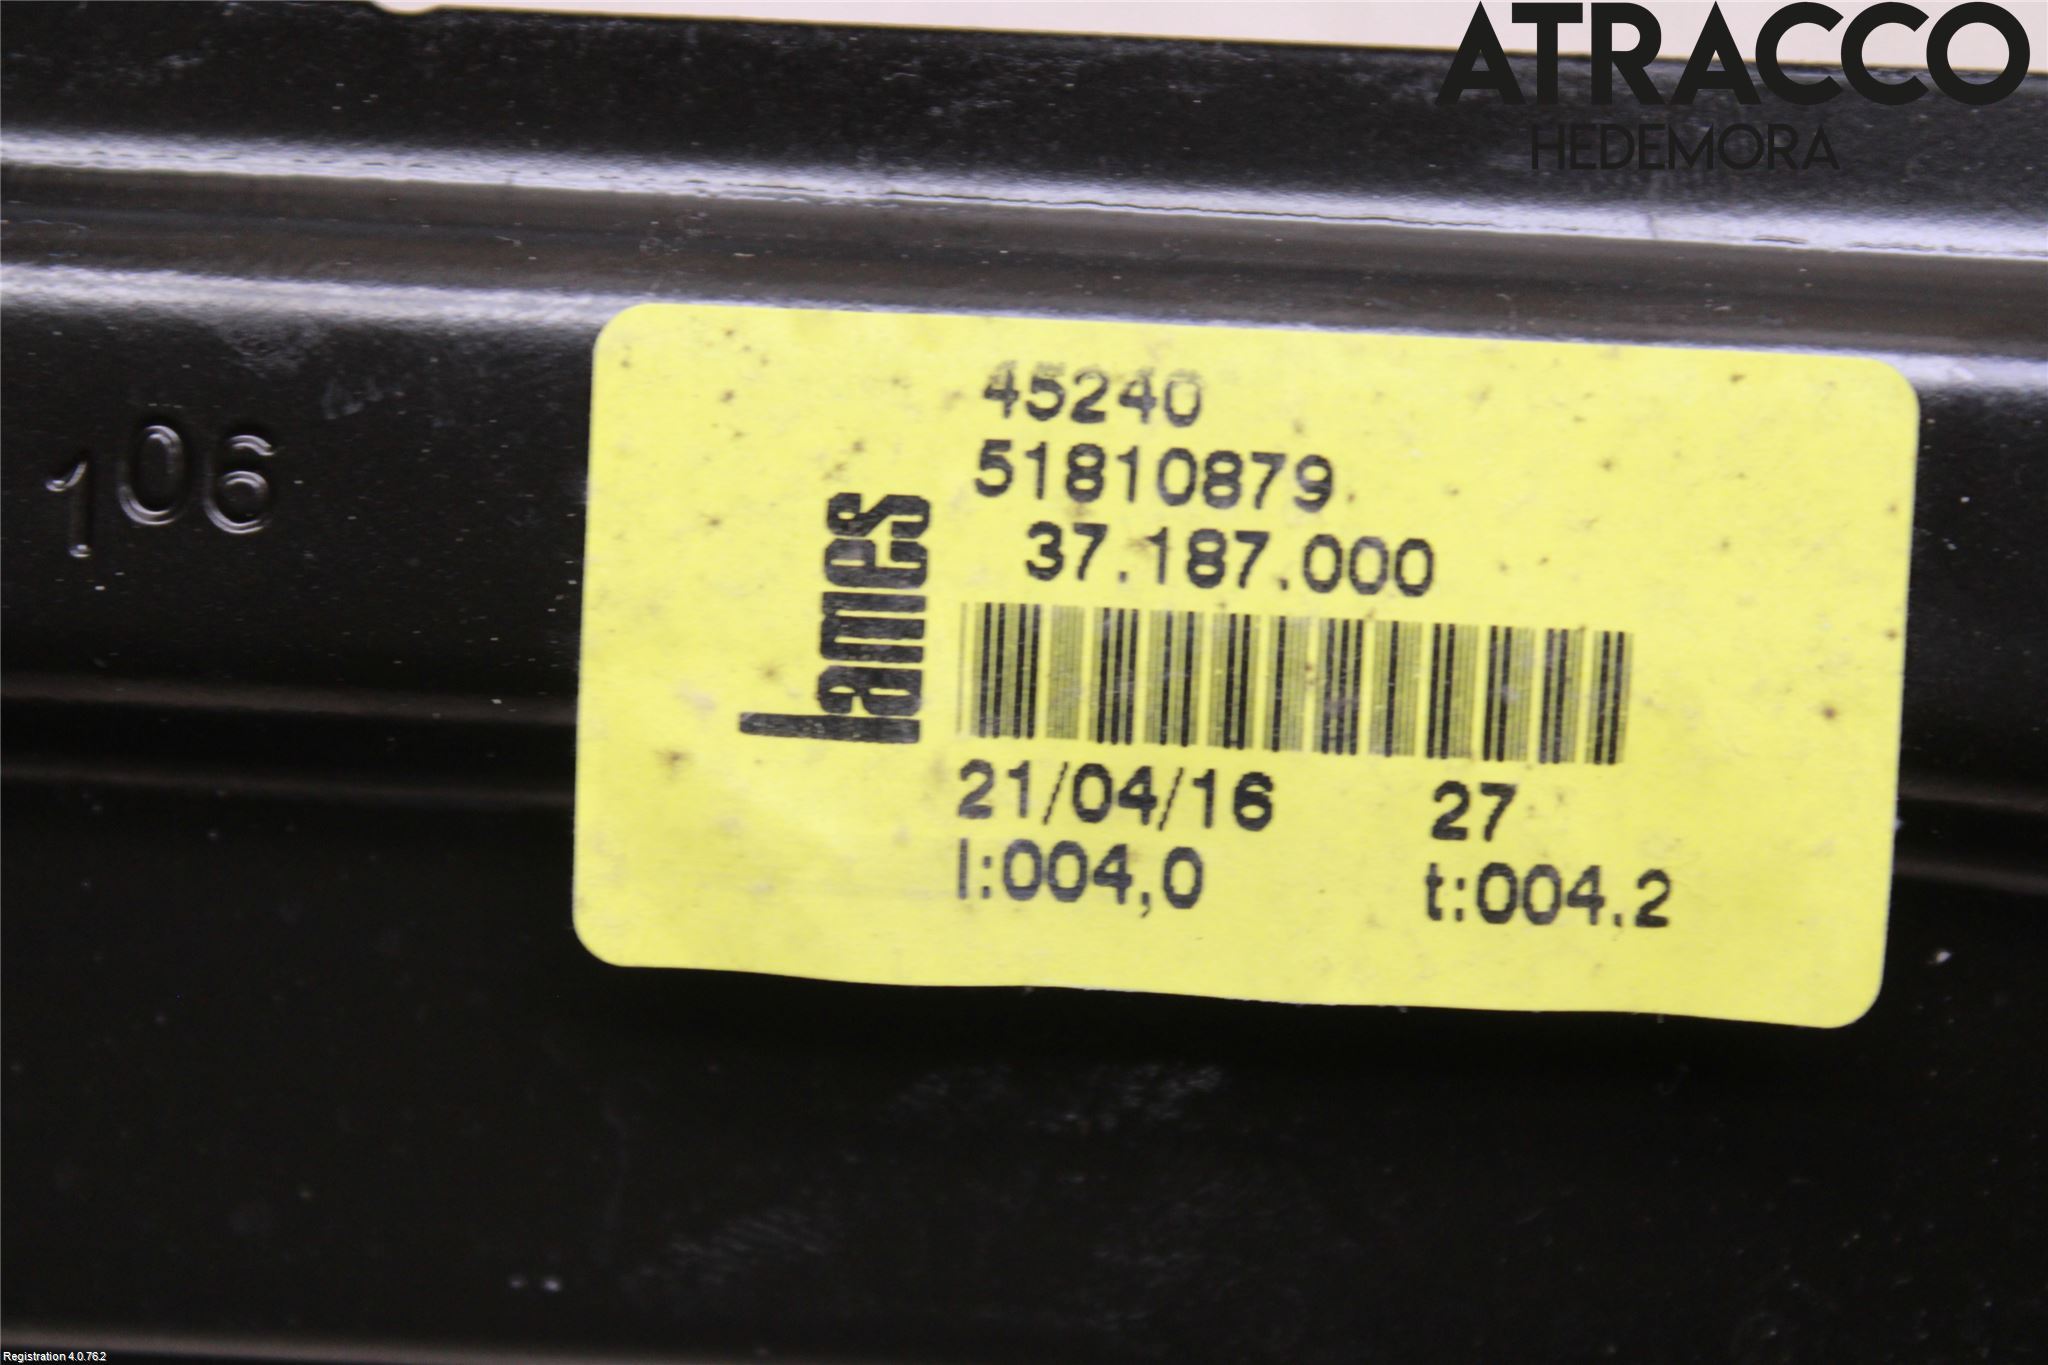 ATRACCO
HEDEMORA
106
45240
51810879
37.187.000
lames
21/04/16 27
I:004,0 t:004.2
Registration 4.0.76.2